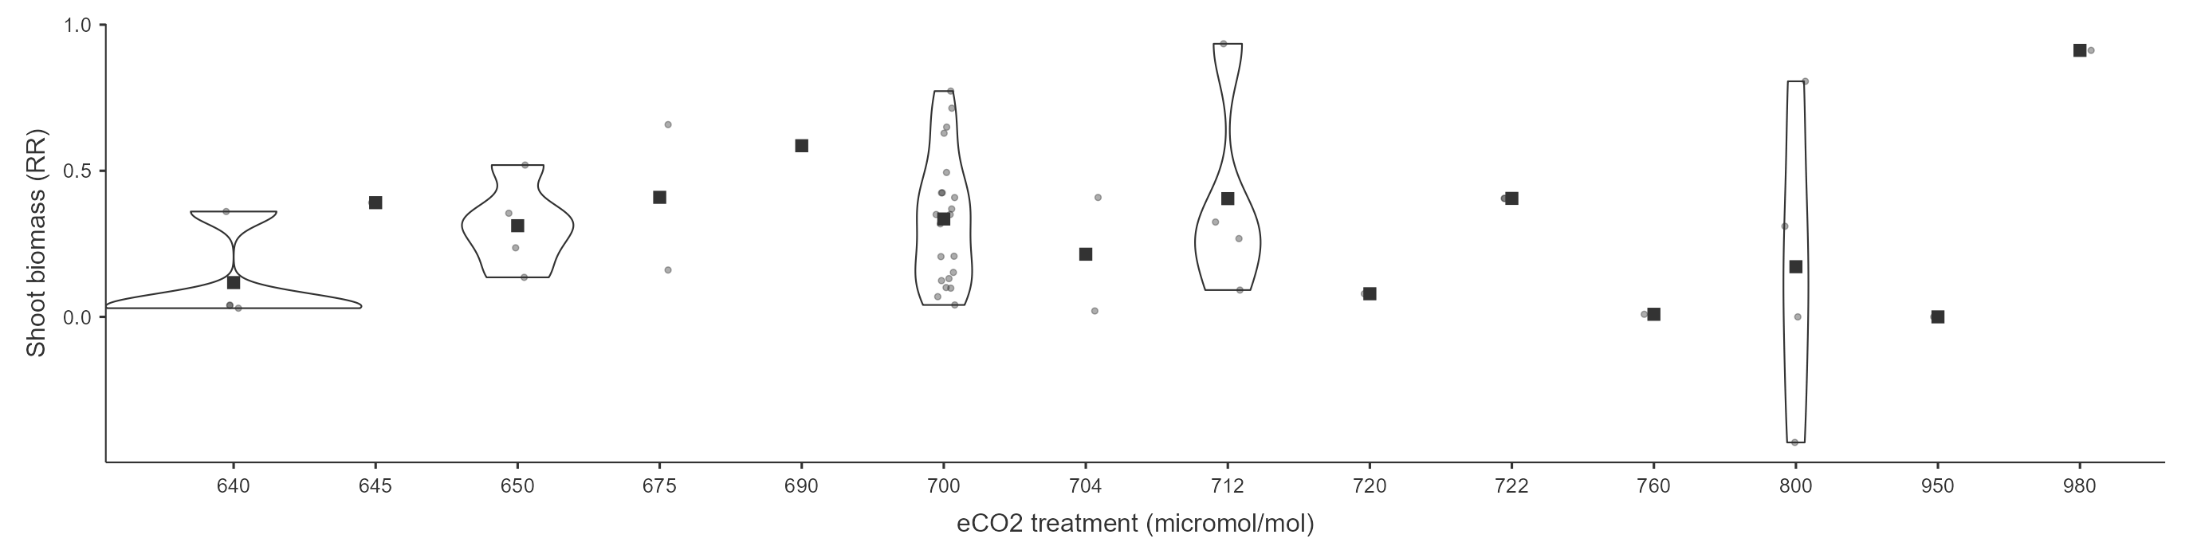 1.0
0.5
0.0
Shoot biomass (RR)
640 645 650 675 690 700 704 712 720 722 760 800 950 980
eCO2 treatment (micromol/mol)